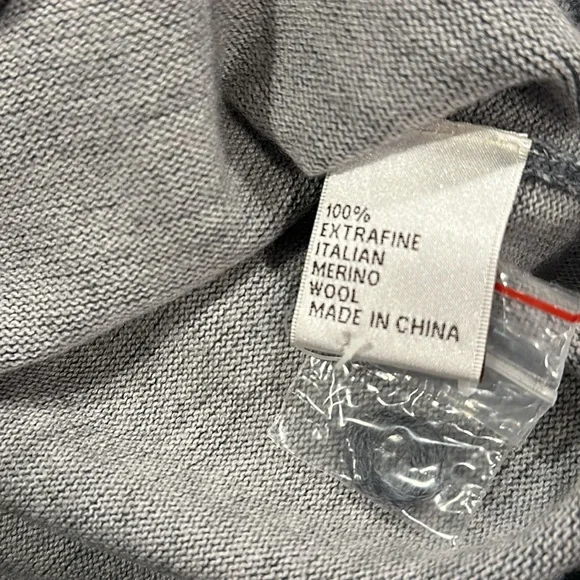 100%
EXTRAFINE
ITALIAN
MERINO
WOOL
MADE IN CHINA